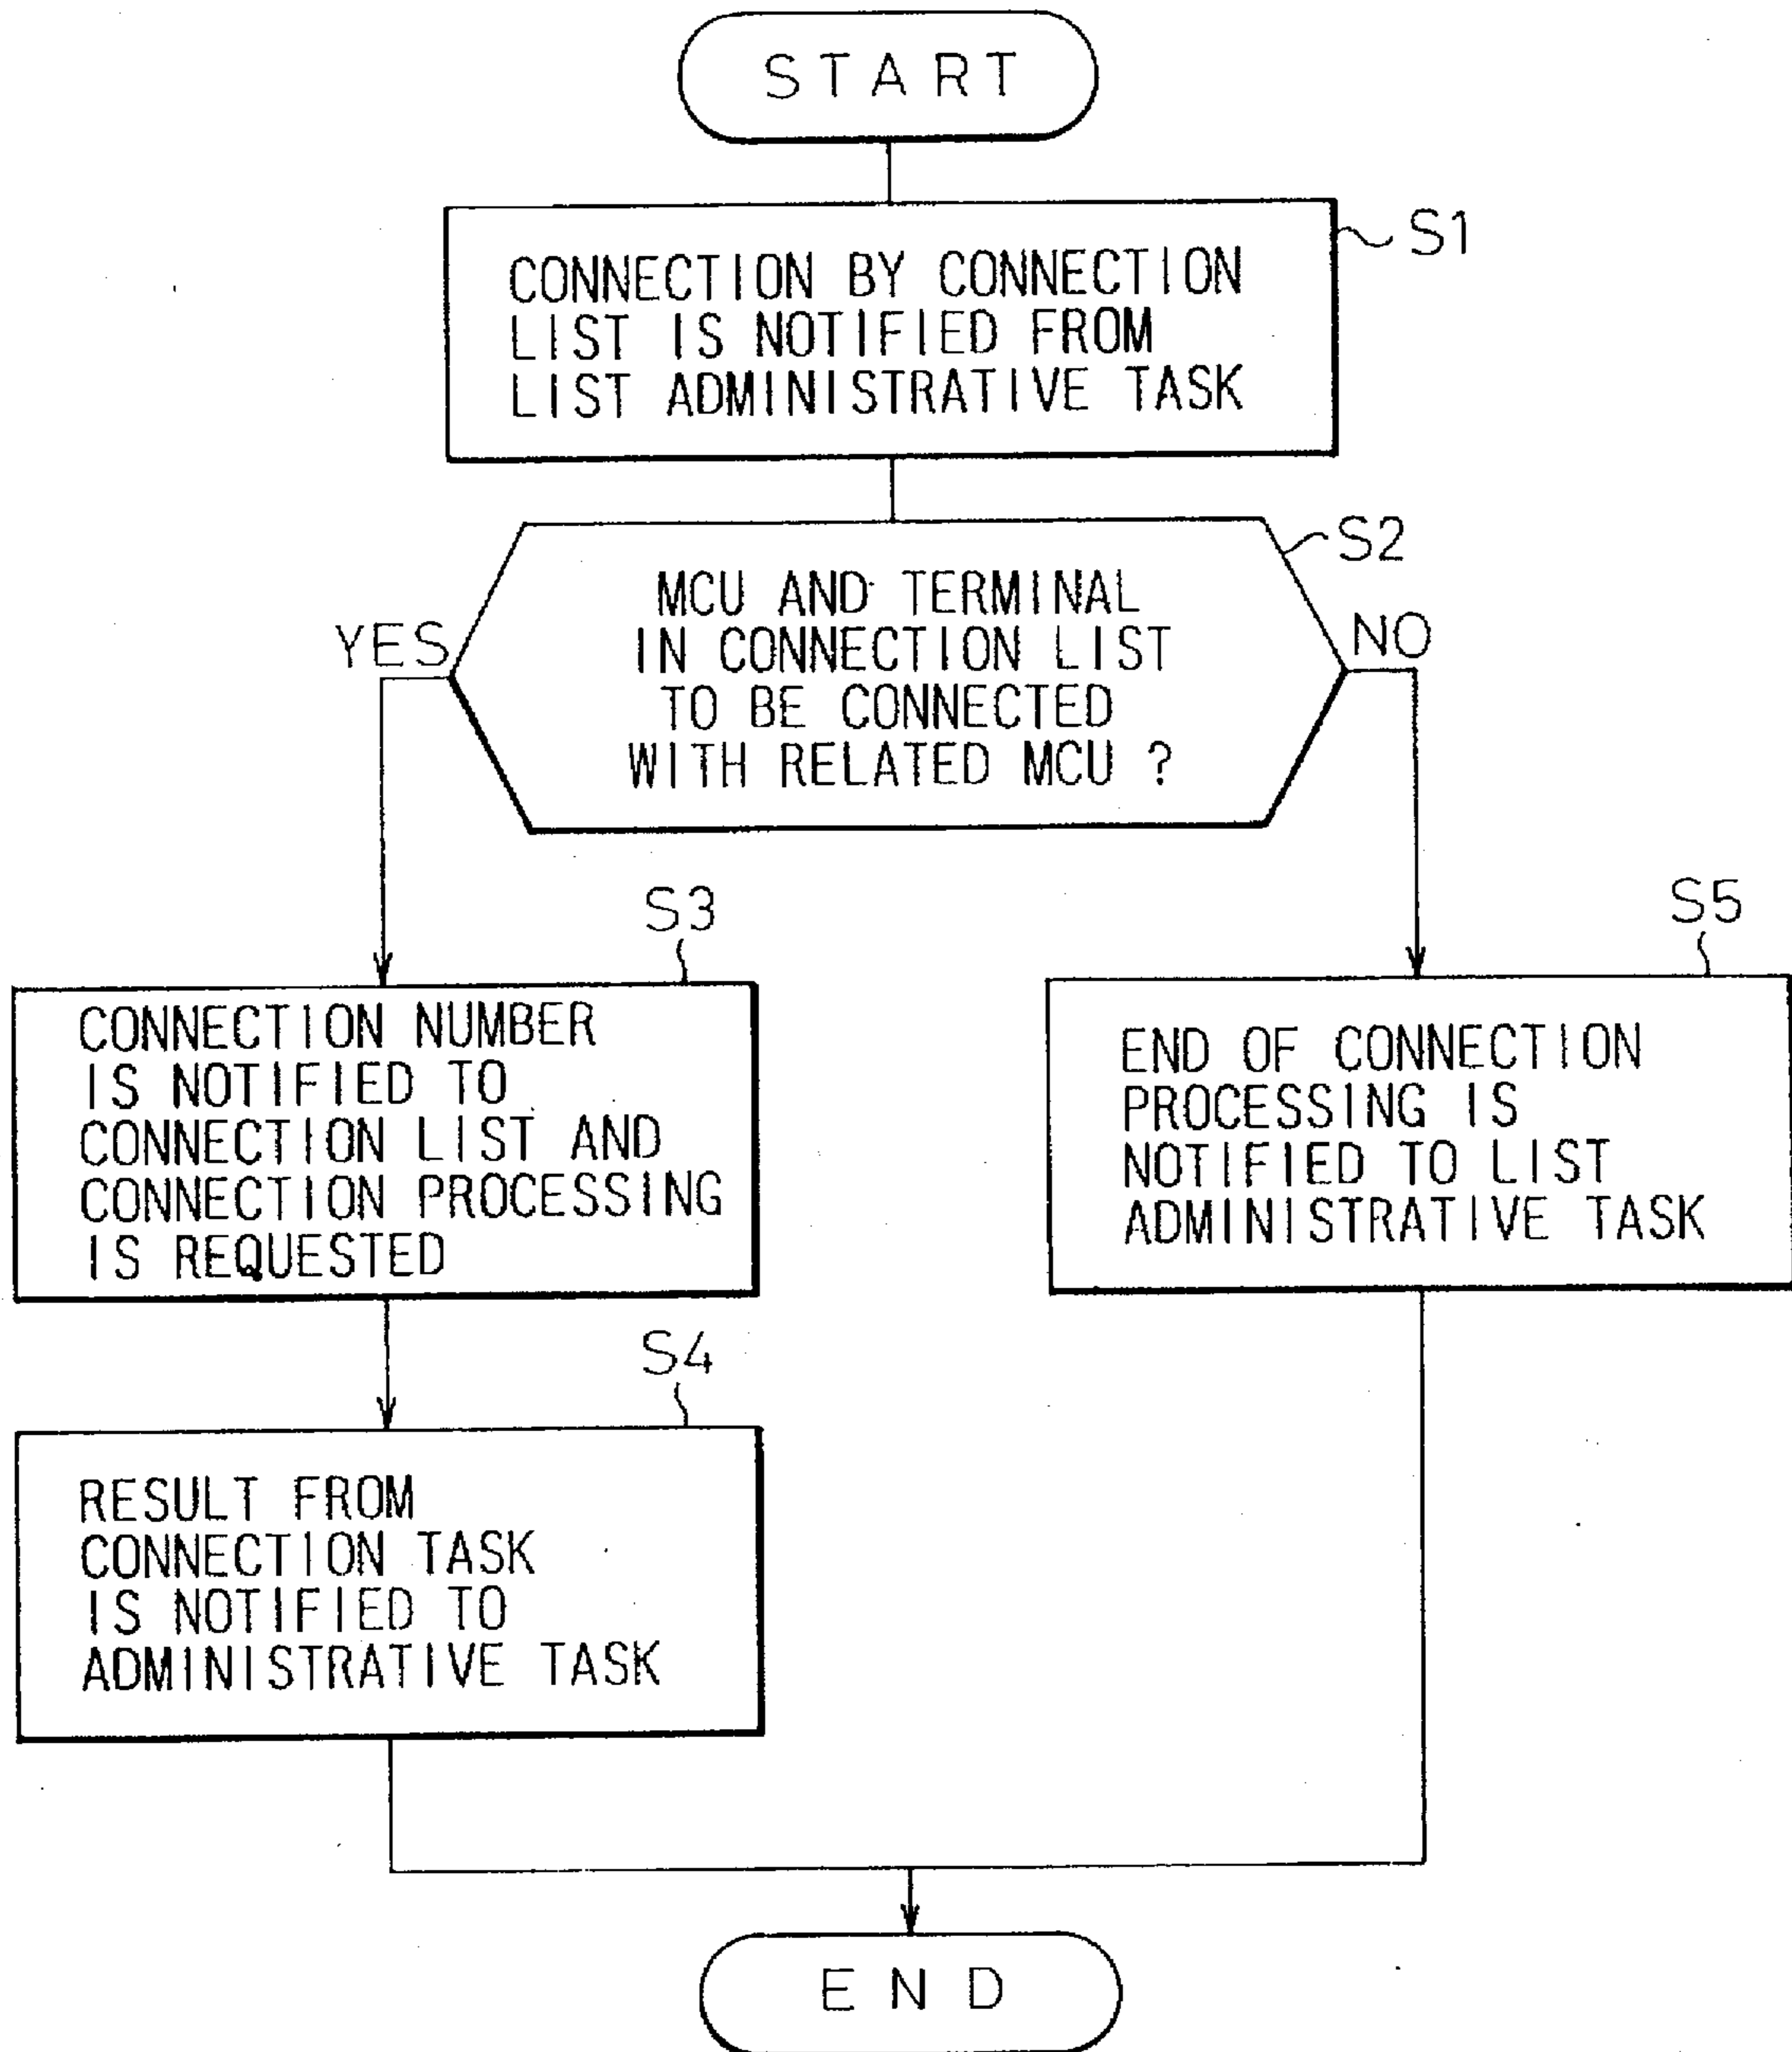 START
S1
CONNECTION BY CONNECTION
LIST IS NOTIFIED FROM
LIST ADMINISTRATIVE TASK
S2
MCU AND TERMINAL
IN CONNECTION LIST
TO BE CONNECTED
WITH RELATED MCU ?
YES
NO
S3
CONNECTION NUMBER
IS NOTIFIED TO
CONNECTION LIST AND
CONNECTION PROCESSING
IS REQUESTED
S5
END OF CONNECTION
PROCESSING IS
NOTIFIED TO LIST
ADMINISTRATIVE TASK
S4
RESULT FROM
CONNECTION TASK
IS NOTIFIED TO
ADMINISTRATIVE TASK
END